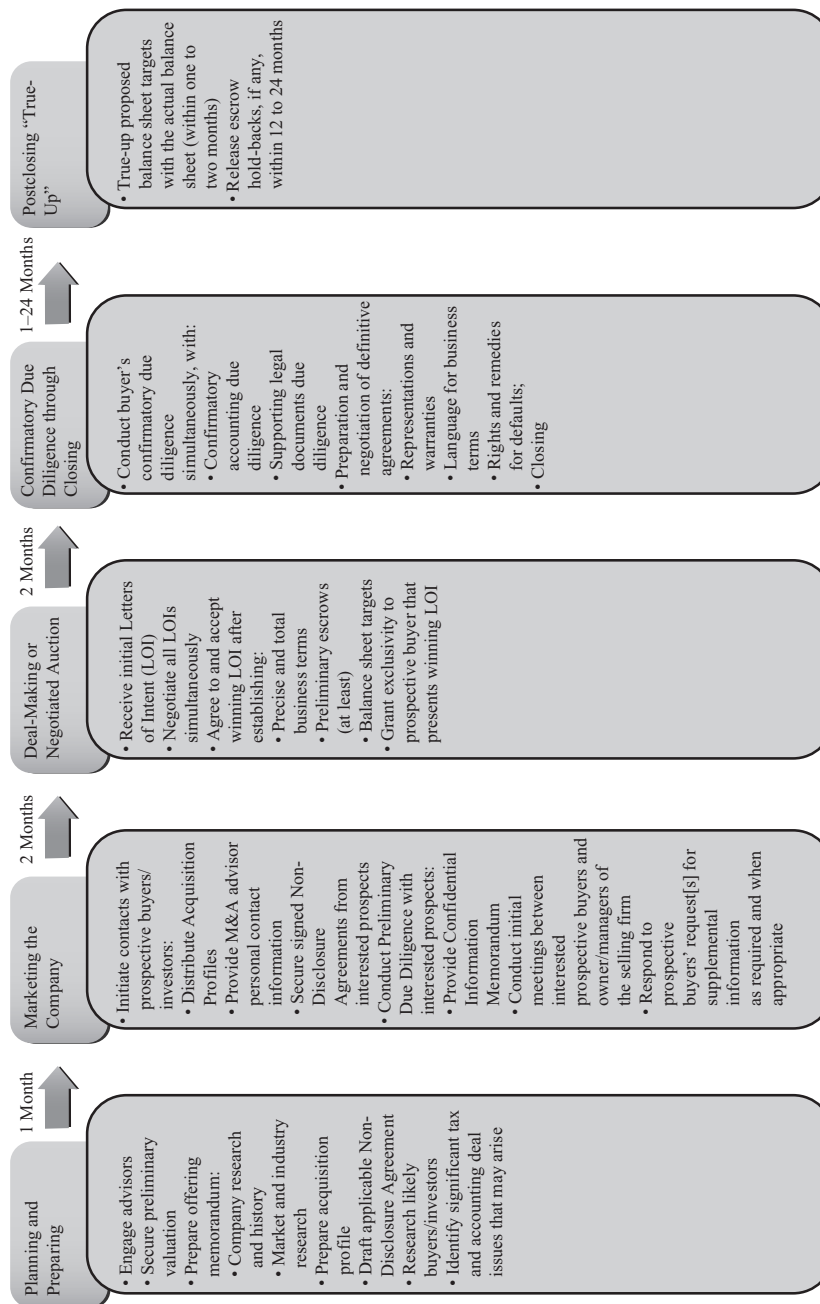 Planning and
Preparing
• Engage advisors
• Secure preliminary
valuation
• Prepare offering
memorandum:
• Company research
and history
• Market and industry
research
• Prepare acquisition
profile
• Draft applicable Non-
Disclosure Agreement
• Research likely
buyers/investors
• Identify significant tax
and accounting deal
issues that may arise
1 Month
Marketing the
Company
• Initiate contacts with
prospective buyers/
investors:
• Distribute Acquisition
Profiles
• Provide M&A advisor
personal contact
information
• Secure signed Non-
Disclosure
Agreements from
interested prospects
• Conduct Preliminary
Due Diligence with
interested prospects:
• Provide Confidential
Information
Memorandum
• Conduct initial
meetings between
interested
prospective buyers and
owner/managers of
the selling firm
• Respond to
prospective
buyers' request[s] for
supplemental
information
as required and when
appropriate
2 Months
Deal-Making or
Negotiated Auction
• Receive initial Letters
of Intent (LOI)
• Negotiate all LOIs
simultaneously
• Agree to and accept
winning LOI after
establishing:
• Precise and total
business terms
• Preliminary escrows
(at least)
• Balance sheet targets
• Grant exclusivity to
prospective buyer that
presents winning LOI
2 Months
Confirmatory Due
Diligence through
Closing
• Conduct buyer's
confirmatory due
diligence
simultaneously, with:
• Confirmatory
accounting due
diligence
• Supporting legal
documents due
diligence
• Preparation and
negotiation of definitive
agreements:
• Representations and
warranties
• Language for business
terms
• Rights and remedies
for defaults;
• Closing
1–24 Months
Postclosing “True-
Up”
• True-up proposed
balance sheet targets
with the actual balance
sheet (within one to
two months)
• Release escrow
hold-backs, if any,
within 12 to 24 months